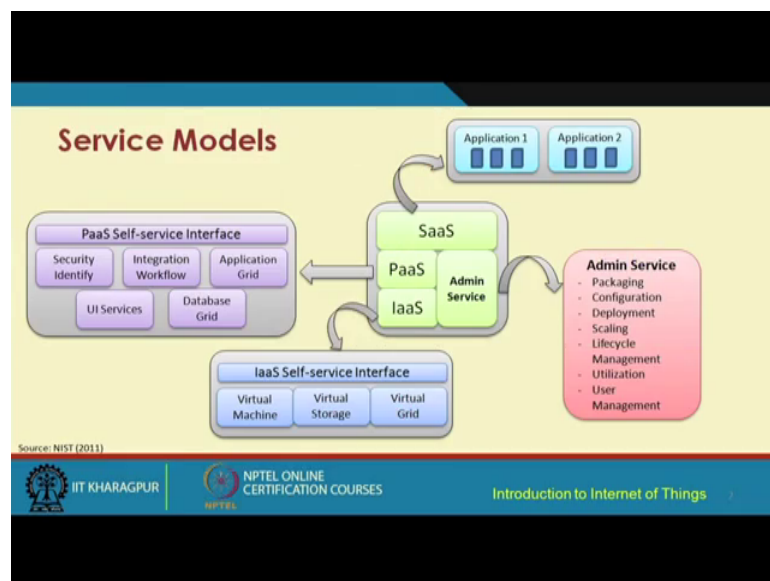 Service Models
Application 1
Application 2
SaaS
PaaS
IaaS
Admin
Service
PaaS Self-service Interface
Security
Identify
Integration
Workflow
Application
Grid
UI Services
Database
Grid
IaaS Self-service Interface
Virtual
Machine
Virtual
Storage
Virtual
Grid
Admin Service
- Packaging
- Configuration
- Deployment
- Scaling
- Lifecycle
Management
- Utilization
- User
Management
Source: NIST (2011)
IIT KHARAGPUR
NPTEL
NPTEL ONLINE
CERTIFICATION COURSES
Introduction to Internet of Things